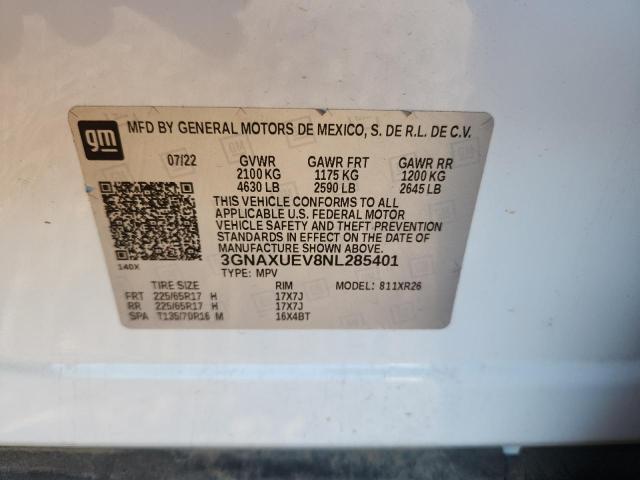 gm
MFD BY GENERAL MOTORS DE MEXICO, S. DE R.L. DE C.V.
07/22 GVWR GAWR FRT GAWR RR
2100 KG 1175 KG 1200 KG
4630 LB 2590 LB 2645 LB
THIS VEHICLE CONFORMS TO ALL
APPLICABLE U.S. FEDERAL MOTOR
VEHICLE SAFETY AND THEFT PREVENTION
STANDARDS IN EFFECT ON THE DATE OF
MANUFACTURE SHOWN ABOVE.
3GNAXUEV8NL285401
140X
TYPE: MPV
TIRE SIZE RIM MODEL: 811XR26
FRT 225/65R17 H 17X7J
RR 225/65R17 H 17X7J
SPA T135/70R16 M 16X4BT